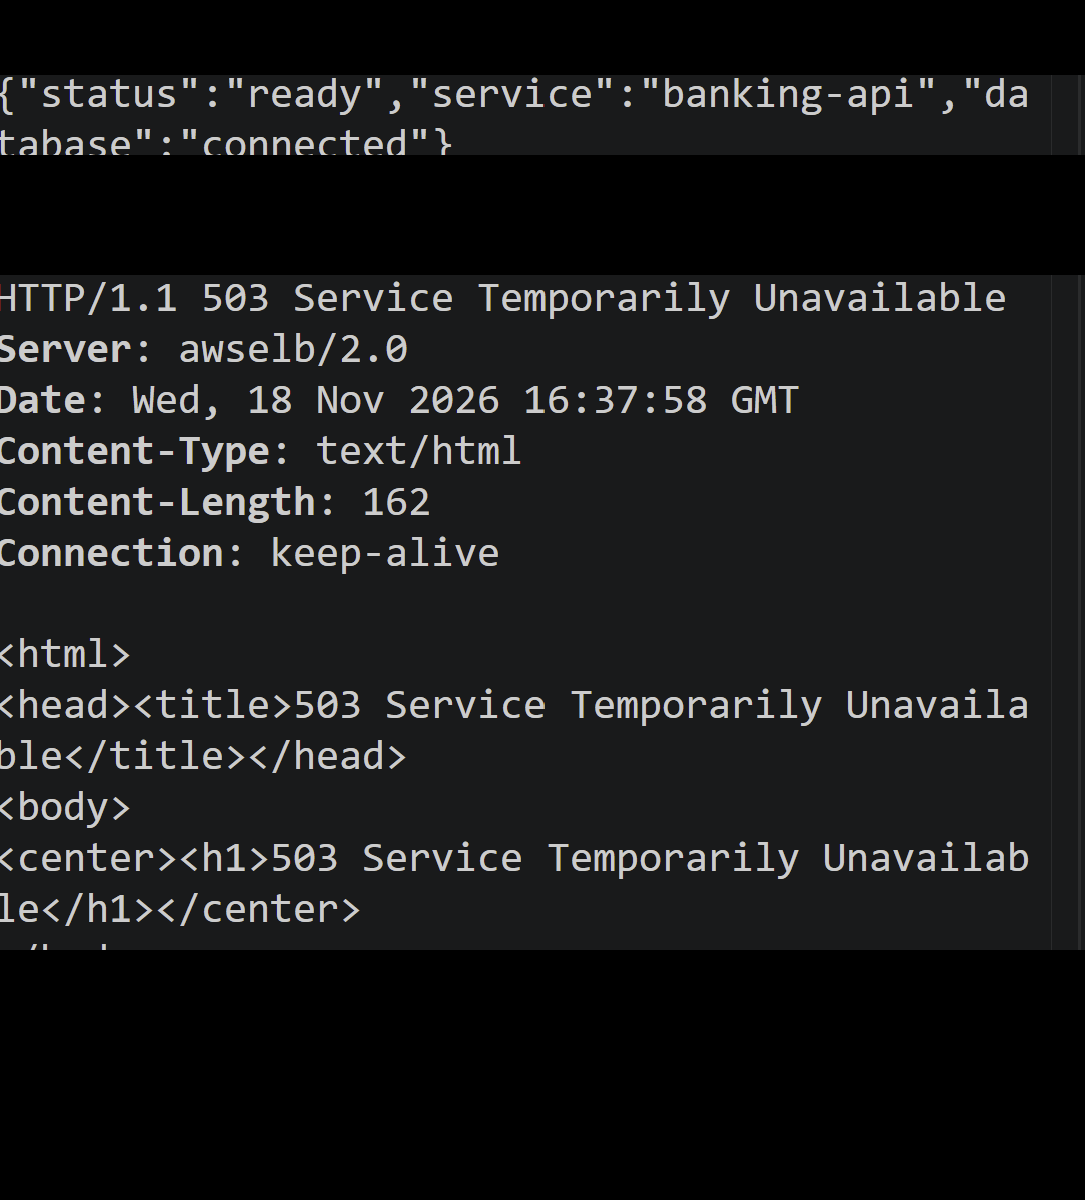 {"status":"ready","service":"banking-api","da
tabase":"connected"}
HTTP/1.1 503 Service Temporarily Unavailable
Server: awselb/2.0
Date: Wed, 18 Nov 2026 16:37:58 GMT
Content-Type: text/html
Content-Length: 162
Connection: keep-alive
<html>
<head><title>503 Service Temporarily Unavaila
ble</title></head>
<body>
<center><h1>503 Service Temporarily Unavailab
le</h1></center>